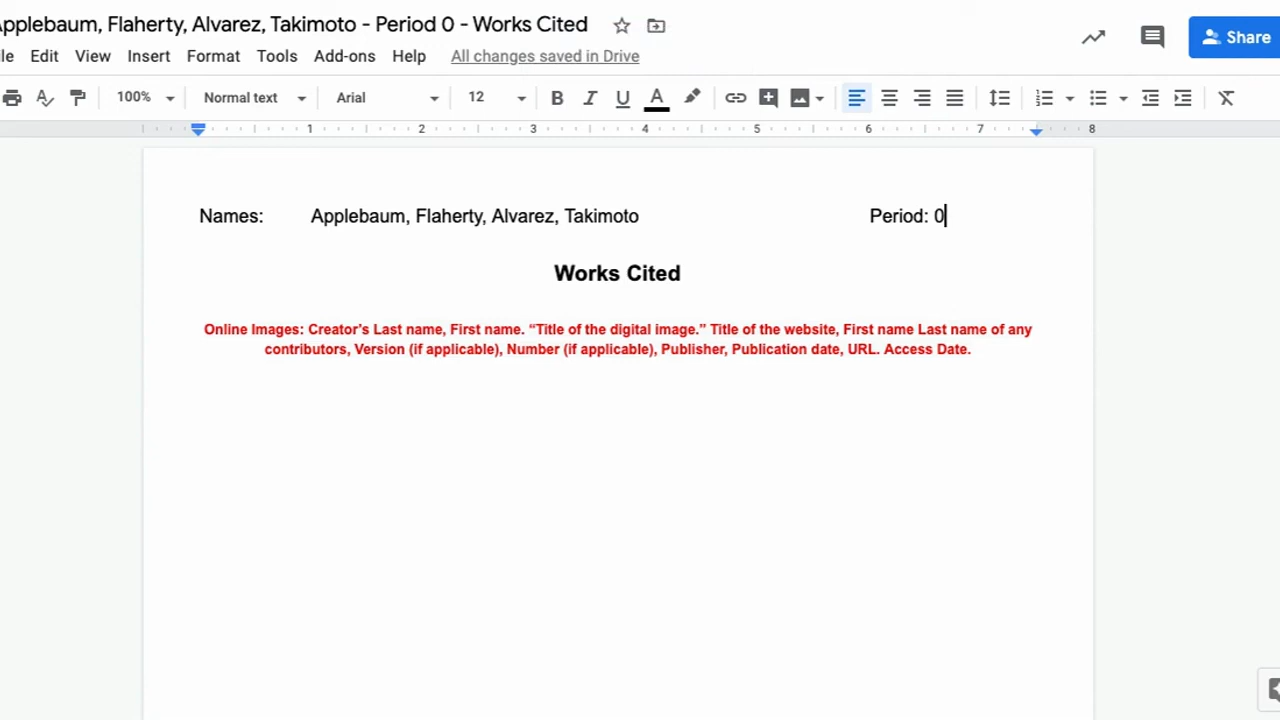 Applebaum, Flaherty, Alvarez, Takimoto - Period 0 - Works Cited
Edit View Insert Format Tools Add-ons Help All changes saved in Drive
Share
100% Normal text Arial 12 B I U A
1 2 3 4 5 6 7 8
Names: Applebaum, Flaherty, Alvarez, Takimoto Period: 0
Works Cited
Online Images: Creator’s Last name, First name. “Title of the digital image.” Title of the website, First name Last name of any
contributors, Version (if applicable), Number (if applicable), Publisher, Publication date, URL. Access Date.